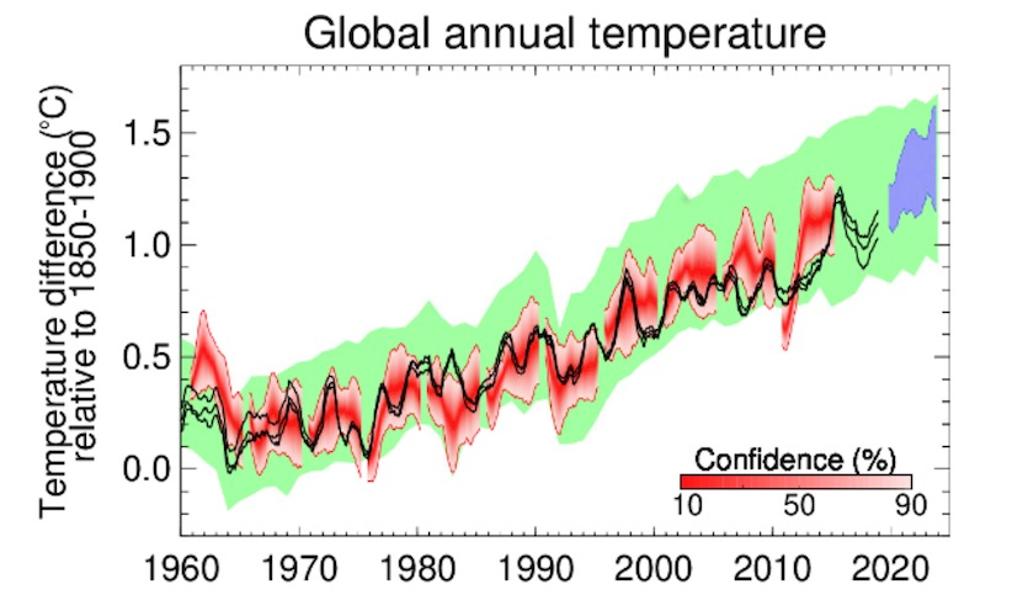 Global annual temperature
Temperature difference (°C)
relative to 1850-1900
1.5
1.0
0.5
0.0
Confidence (%)
10 50 90
1960 1970 1980 1990 2000 2010 2020